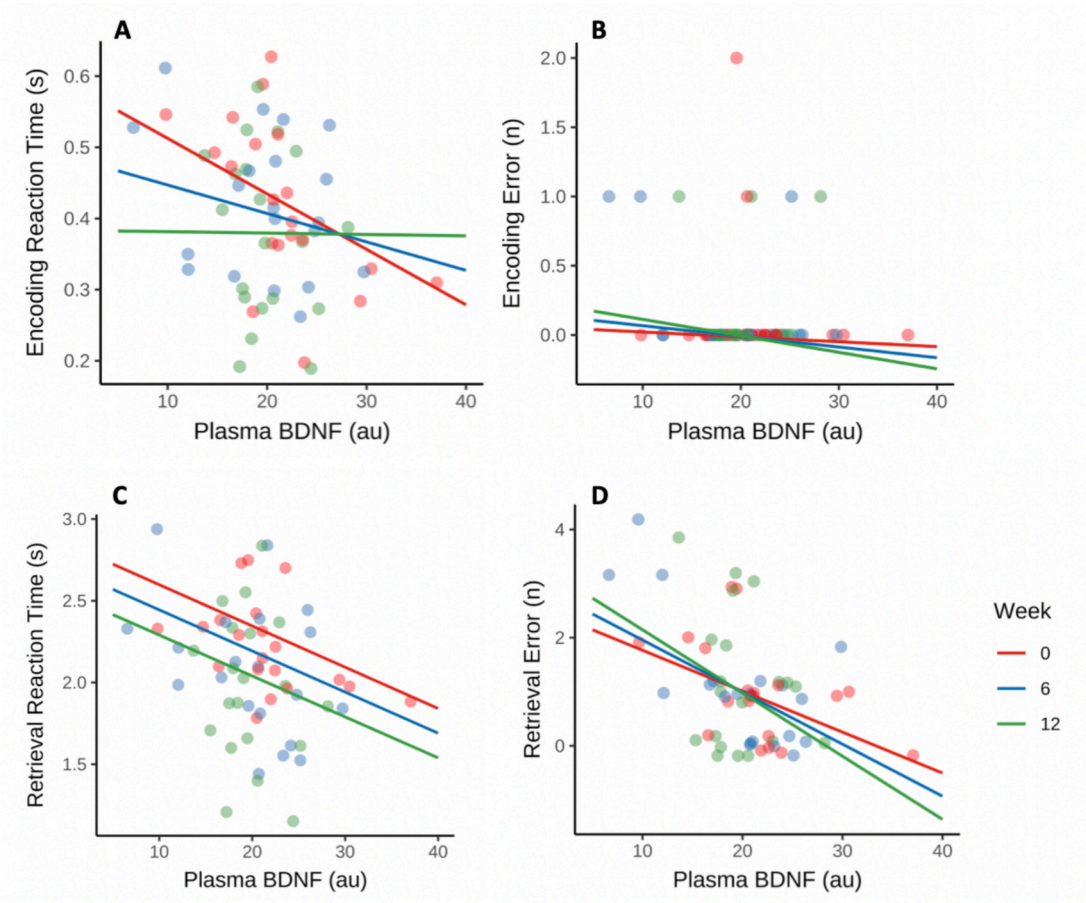 A
Encoding Reaction Time (s)
0.6
0.5
0.4
0.3
0.2
10 20 30 40
Plasma BDNF (au)
B
Encoding Error (n)
2.0
1.5
1.0
0.5
0.0
10 20 30 40
Plasma BDNF (au)
C
Retrieval Reaction Time (s)
3.0
2.5
2.0
1.5
10 20 30 40
Plasma BDNF (au)
D
Retrieval Error (n)
4
2
0
10 20 30 40
Plasma BDNF (au)
Week
0
6
12